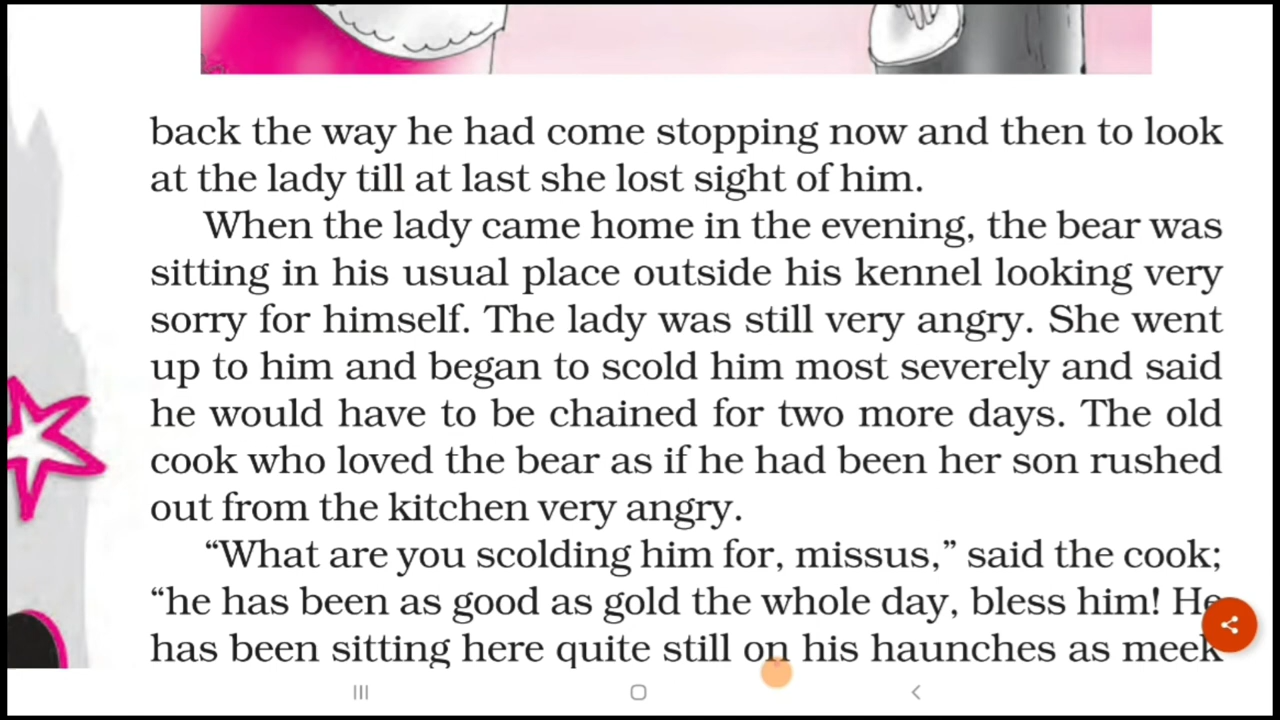 back the way he had come stopping now and then to look
at the lady till at last she lost sight of him.
When the lady came home in the evening, the bear was
sitting in his usual place outside his kennel looking very
sorry for himself. The lady was still very angry. She went
up to him and began to scold him most severely and said
he would have to be chained for two more days. The old
cook who loved the bear as if he had been her son rushed
out from the kitchen very angry.
“What are you scolding him for, missus,” said the cook;
“he has been as good as gold the whole day, bless him! He
has been sitting here quite still on his haunches as meek